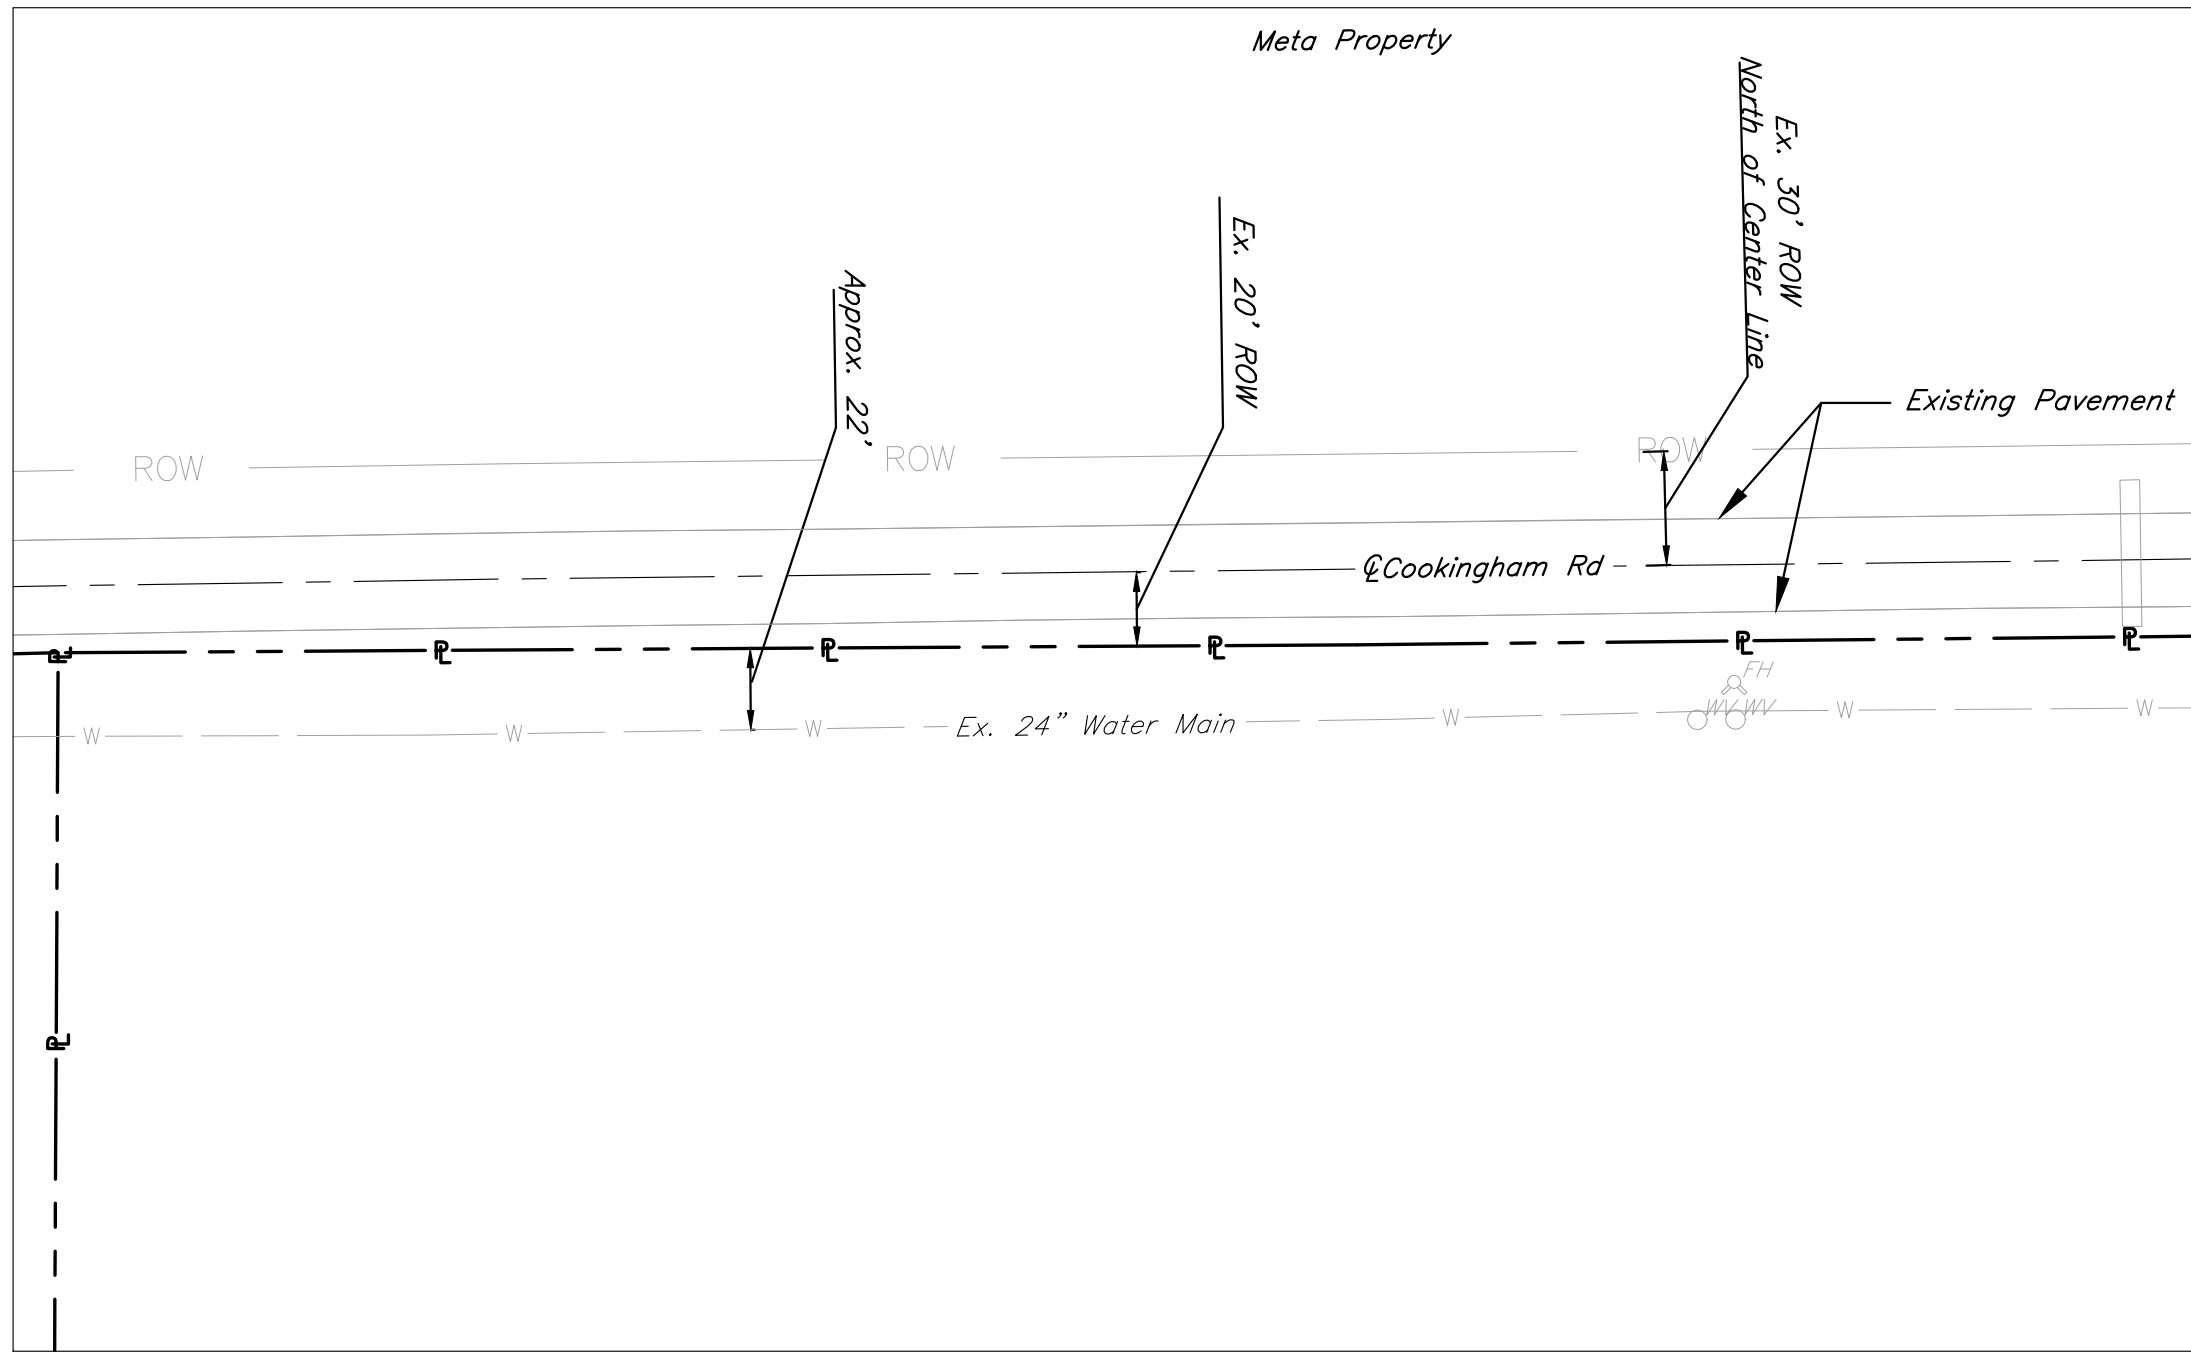 Meta Property
Ex. 30' ROW
North of Center Line
Ex. 20' ROW
Approx. 22'
Existing Pavement
ROW
ROW
ROW
℄ Cookingham Rd
PL
PL
PL
PL
PL
PL
FH
WV WV
W
W
W
Ex. 24" Water Main
W
W
W
PL